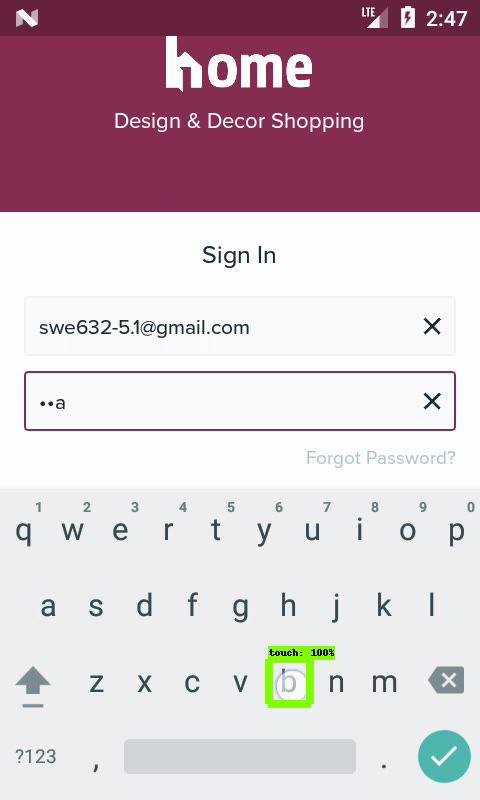 LTE 2:47
home
Design & Decor Shopping
Sign In
swe632-5.1@gmail.com
••a
Forgot Password?
1 2 3 4 5 6 7 8 9 0
q w e r t y u i o p
a s d f g h j k l
touch: 100%
z x c v b n m
?123 , .